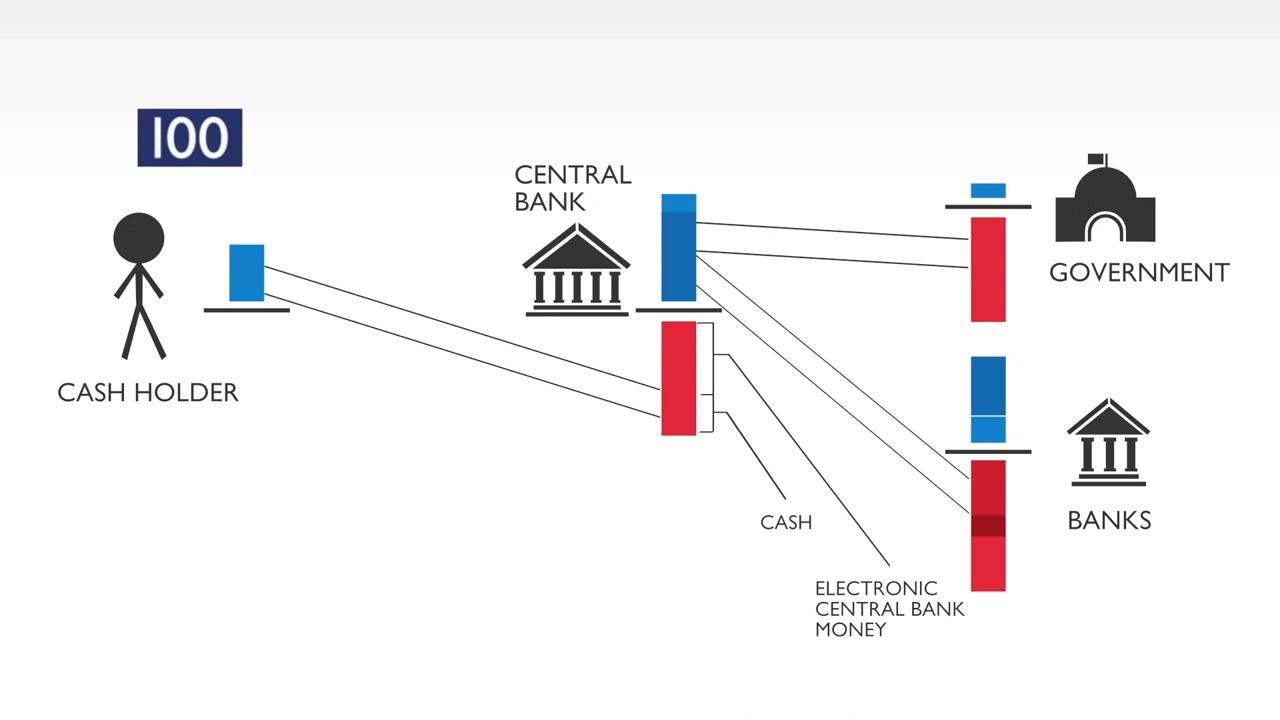 100
CENTRAL
BANK
GOVERNMENT
CASH HOLDER
CASH
BANKS
ELECTRONIC
CENTRAL BANK
MONEY